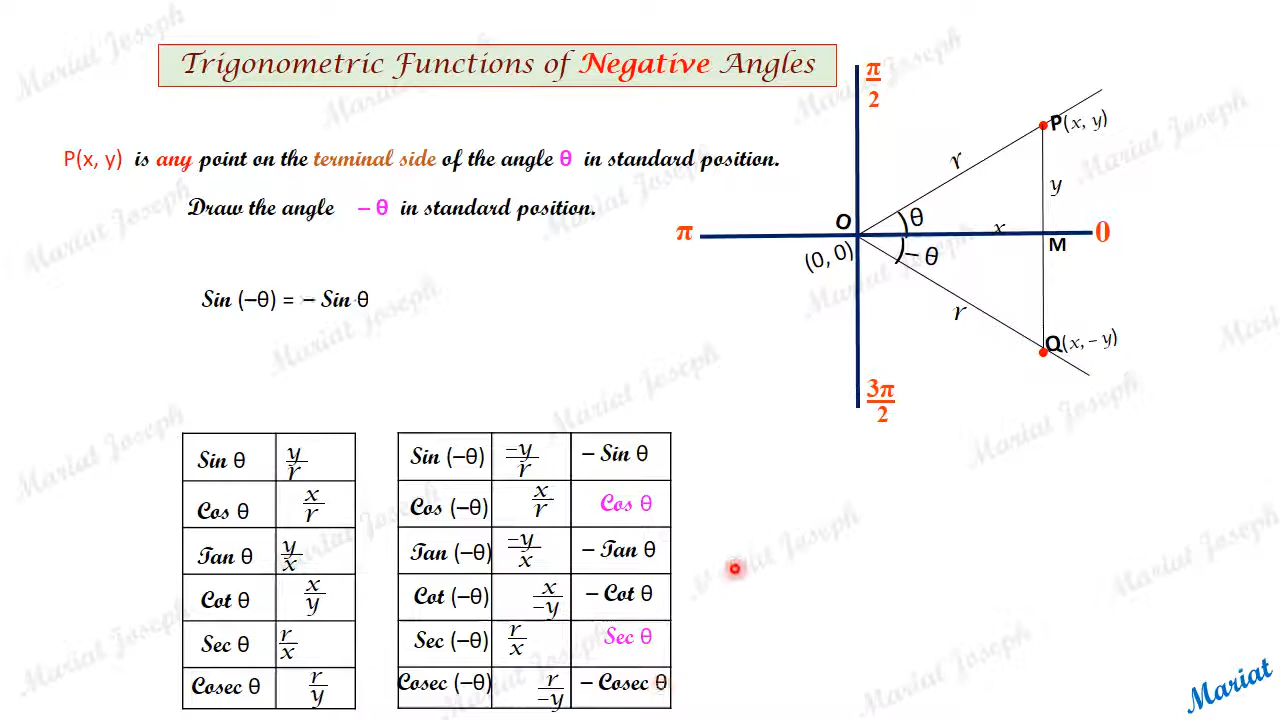 Trigonometric Functions of Negative Angles
P(x, y) is any point on the terminal side of the angle θ in standard position.
Draw the angle – θ in standard position.
Sin (–θ) = – Sin θ
π/2
P(x, y)
r
y
O
θ
x
π
0
M
(0, 0)
– θ
r
Q(x, – y)
3π/2
Sin θ y/r
Cos θ x/r
Tan θ y/x
Cot θ x/y
Sec θ r/x
Cosec θ r/y
Sin (–θ) –y/r – Sin θ
Cos (–θ) x/r Cos θ
Tan (–θ) –y/x – Tan θ
Cot (–θ) x/–y – Cot θ
Sec (–θ) r/x Sec θ
Cosec (–θ) r/–y – Cosec θ
Mariat
Mariat Joseph